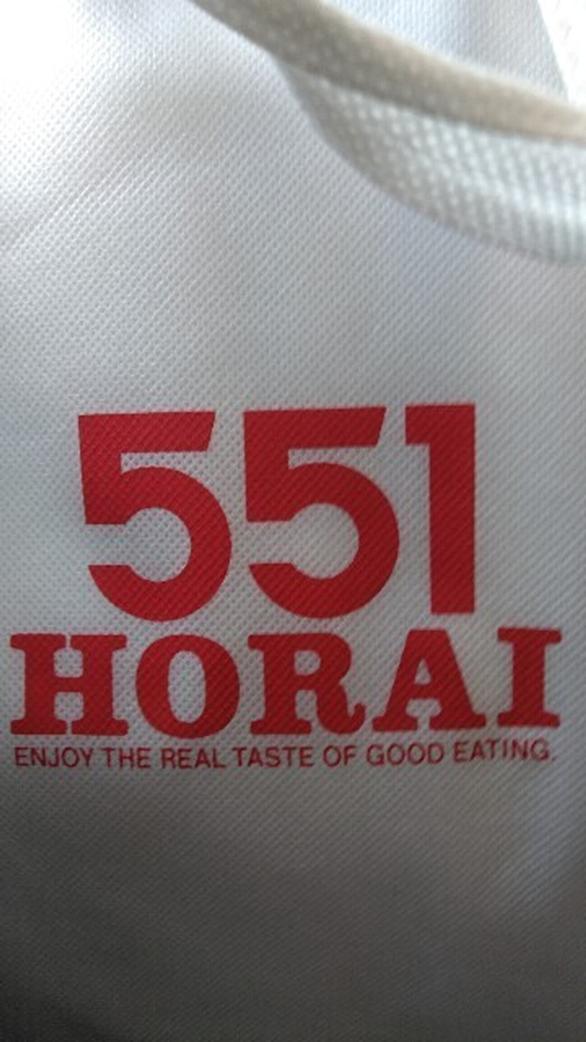 551
HORAI
ENJOY THE REAL TASTE OF GOOD EATING.